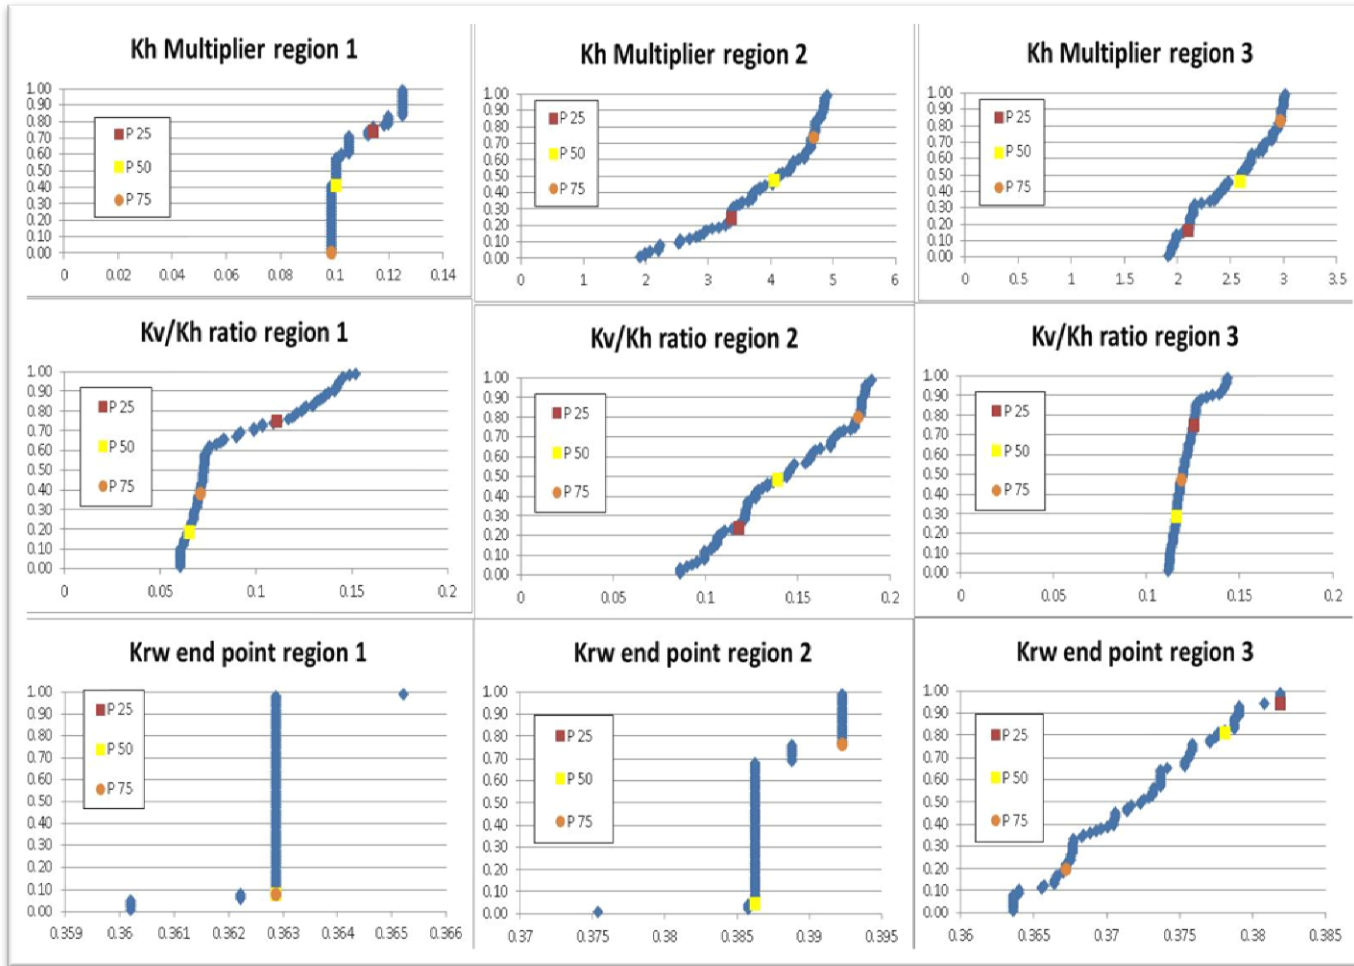 Kh Multiplier region 1
1.00
0.90
0.80
0.70
0.60
0.50
0.40
0.30
0.20
0.10
0.00
P 25
P 50
P 75
0 0.02 0.04 0.06 0.08 0.1 0.12 0.14
Kh Multiplier region 2
1.00
0.90
0.80
0.70
0.60
0.50
0.40
0.30
0.20
0.10
0.00
P 25
P 50
P 75
0 1 2 3 4 5 6
Kh Multiplier region 3
1.00
0.90
0.80
0.70
0.60
0.50
0.40
0.30
0.20
0.10
0.00
P 25
P 50
P 75
0 0.5 1 1.5 2 2.5 3 3.5
Kv/Kh ratio region 1
1.00
0.90
0.80
0.70
0.60
0.50
0.40
0.30
0.20
0.10
0.00
P 25
P 50
P 75
0 0.05 0.1 0.15 0.2
Kv/Kh ratio region 2
1.00
0.90
0.80
0.70
0.60
0.50
0.40
0.30
0.20
0.10
0.00
P 25
P 50
P 75
0 0.05 0.1 0.15 0.2
Kv/Kh ratio region 3
1.00
0.90
0.80
0.70
0.60
0.50
0.40
0.30
0.20
0.10
0.00
P 25
P 50
P 75
0 0.05 0.1 0.15 0.2
Krw end point region 1
1.00
0.90
0.80
0.70
0.60
0.50
0.40
0.30
0.20
0.10
0.00
P 25
P 50
P 75
0.359 0.36 0.361 0.362 0.363 0.364 0.365 0.366
Krw end point region 2
1.00
0.90
0.80
0.70
0.60
0.50
0.40
0.30
0.20
0.10
0.00
P 25
P 50
P 75
0.37 0.375 0.38 0.385 0.39 0.395
Krw end point region 3
1.00
0.90
0.80
0.70
0.60
0.50
0.40
0.30
0.20
0.10
0.00
P 25
P 50
P 75
0.36 0.365 0.37 0.375 0.38 0.385